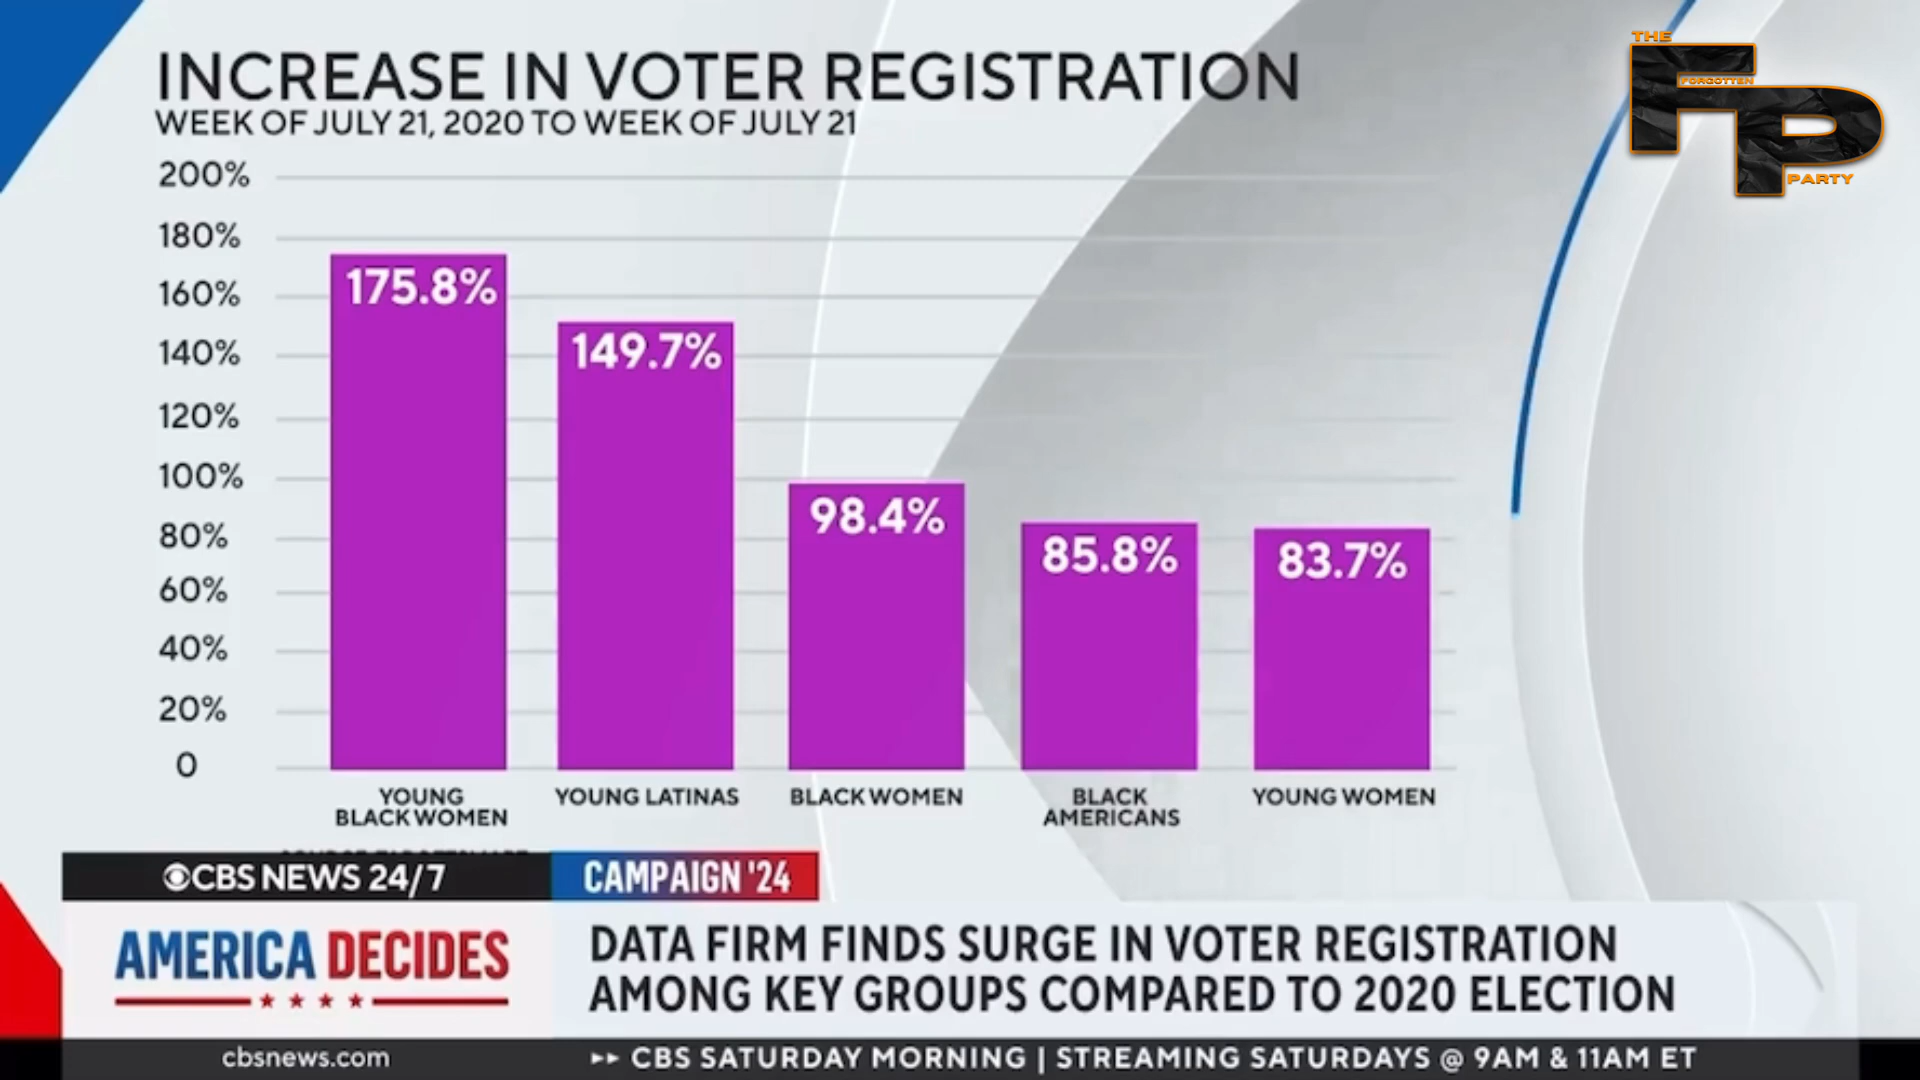 INCREASE IN VOTER REGISTRATION
WEEK OF JULY 21, 2020 TO WEEK OF JULY 21
THE
FORGOTTEN
FP
PARTY
200%
180%
160%
140%
120%
100%
80%
60%
40%
20%
0
175.8%
149.7%
98.4%
85.8%
83.7%
YOUNG
BLACK WOMEN
YOUNG LATINAS
BLACK WOMEN
BLACK
AMERICANS
YOUNG WOMEN
CBS NEWS 24/7
CAMPAIGN '24
AMERICA DECIDES
DATA FIRM FINDS SURGE IN VOTER REGISTRATION
AMONG KEY GROUPS COMPARED TO 2020 ELECTION
cbsnews.com
CBS SATURDAY MORNING | STREAMING SATURDAYS @ 9AM & 11AM ET